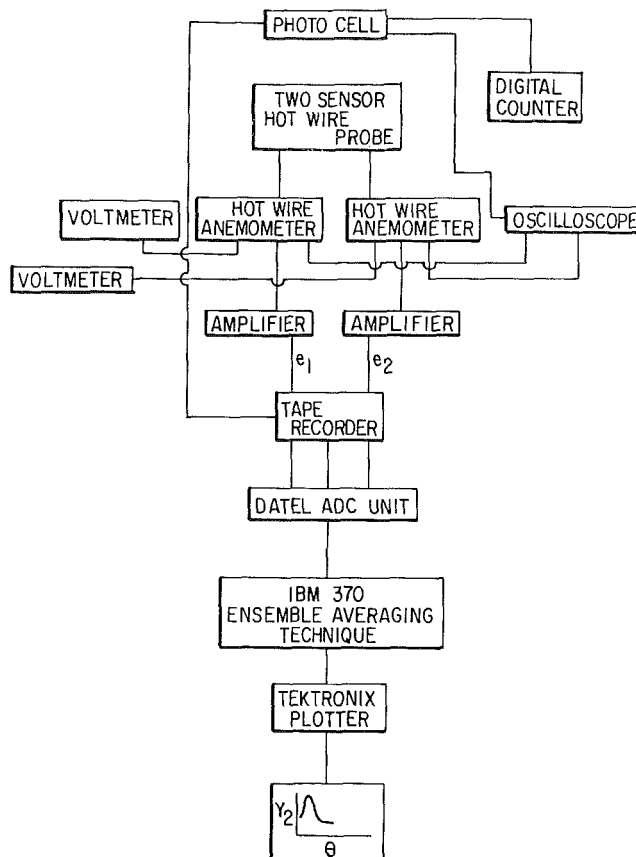 PHOTO CELL
DIGITAL
COUNTER
TWO SENSOR
HOT WIRE
PROBE
VOLTMETER
HOT WIRE
ANEMOMETER
HOT WIRE
ANEMOMETER
OSCILLOSCOPE
VOLTMETER
AMPLIFIER
AMPLIFIER
e1
e2
TAPE
RECORDER
DATEL ADC UNIT
IBM 370
ENSEMBLE AVERAGING
TECHNIQUE
TEKTRONIX
PLOTTER
γ2
θ